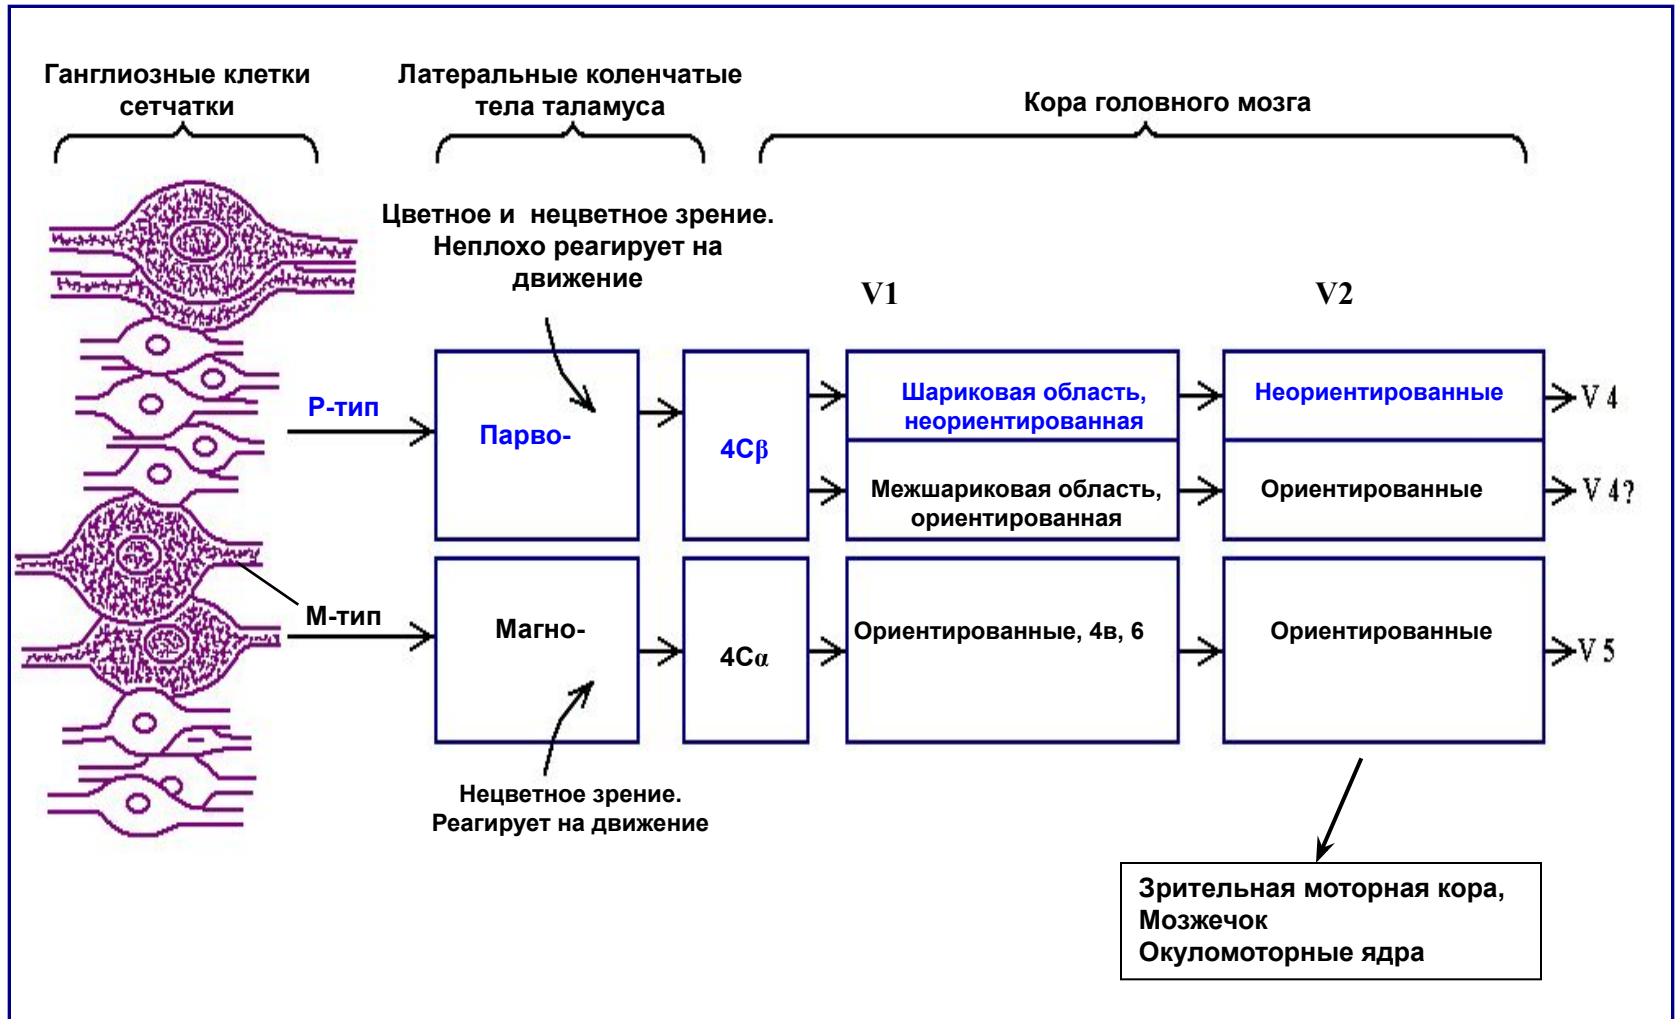 Ганглиозные клетки
сетчатки
Латеральные коленчатые
тела таламуса
Кора головного мозга
Цветное и нецветное зрение.
Неплохо реагирует на
движение
V1
V2
Р-тип
Парво-
4Сβ
Шариковая область,
неориентированная
Неориентированные
V 4
Межшариковая область,
ориентированная
Ориентированные
V 4?
М-тип
Магно-
4Сα
Ориентированные, 4в, 6
Ориентированные
V 5
Нецветное зрение.
Реагирует на движение
Зрительная моторная кора,
Мозжечок
Окуломоторные ядра